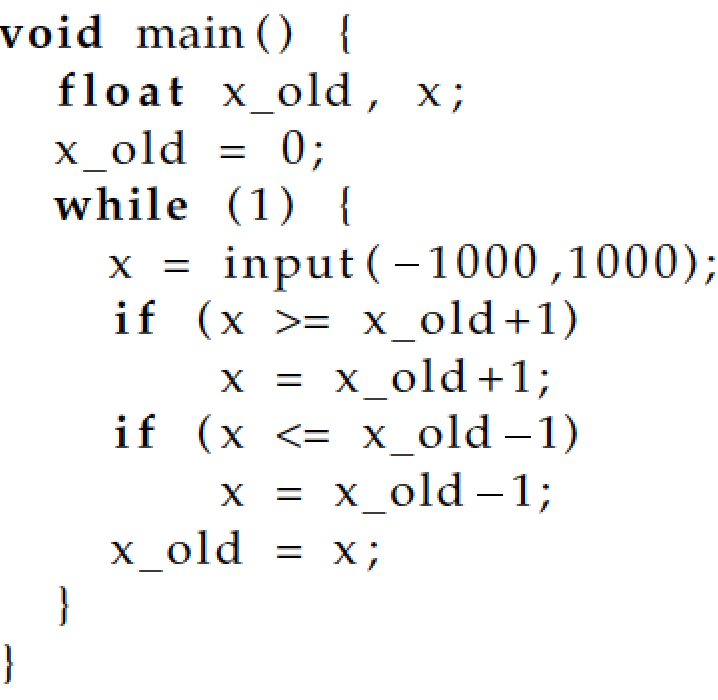 void main() {
  float x_old, x;
  x_old = 0;
  while (1) {
    x = input(-1000,1000);
    if (x >= x_old+1)
        x = x_old+1;
    if (x <= x_old-1)
        x = x_old-1;
    x_old = x;
  }
}